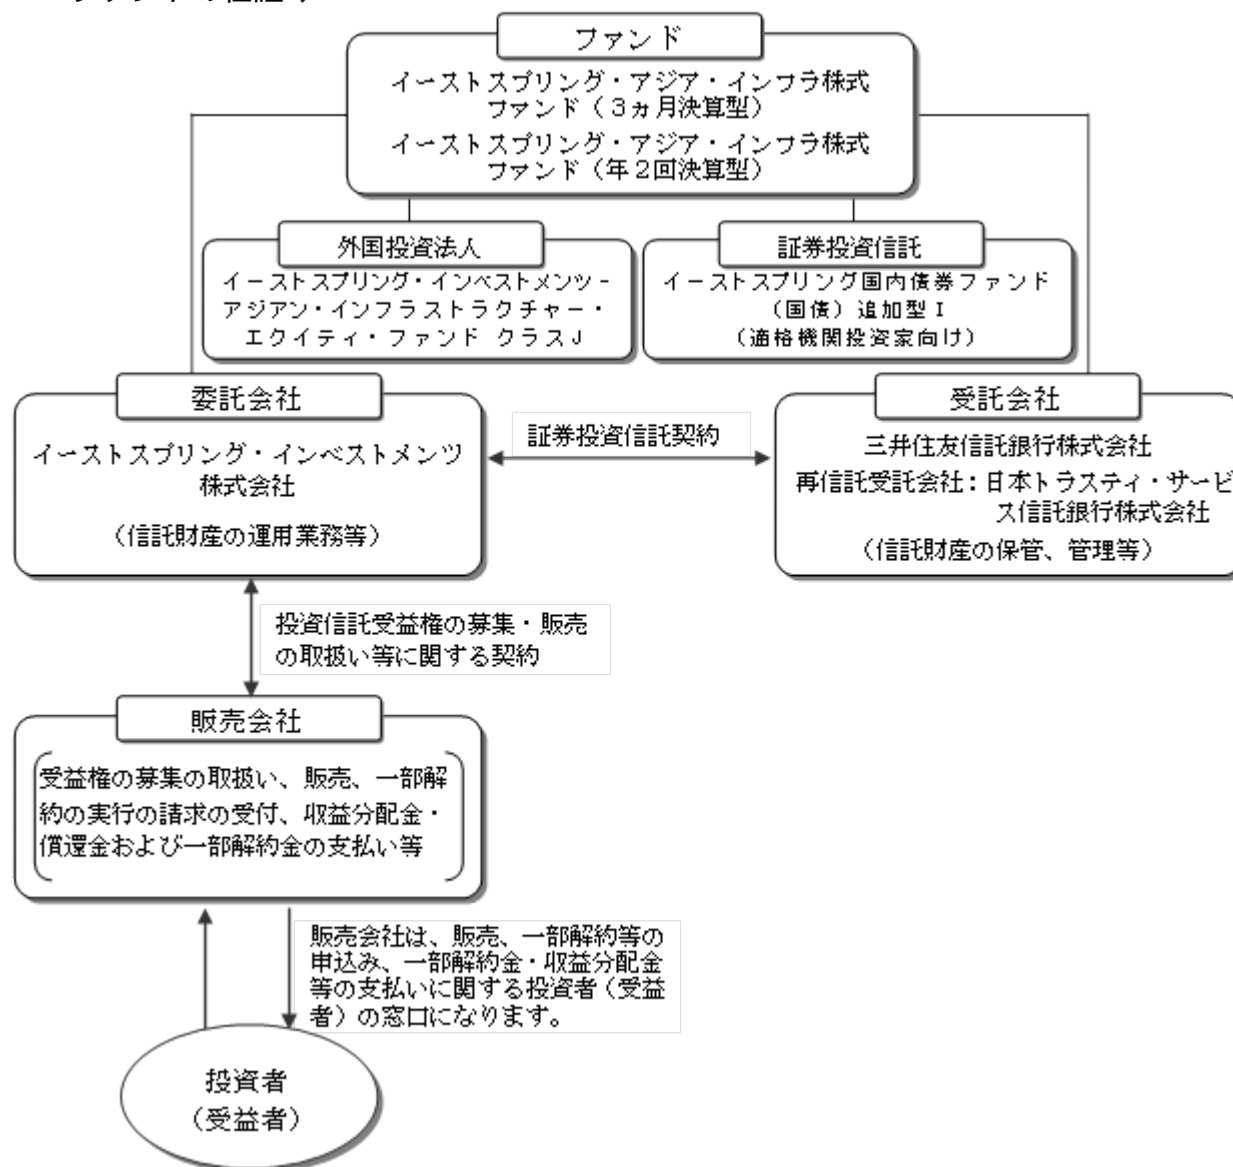 ファンド
イーストスプリング・アジア・インフラ株式
ファンド（３ヵ月決算型）
イーストスプリング・アジア・インフラ株式
ファンド（年２回決算型）
外国投資法人
イーストスプリング・インベストメンツ－
アジアン・インフラストラクチャー・
エクイティ・ファンド クラスＪ
証券投資信託
イーストスプリング国内債券ファンド
（国債）追加型Ｉ
（適格機関投資家向け）
委託会社
イーストスプリング・インベストメンツ
株式会社
（信託財産の運用業務等）
証券投資信託契約
受託会社
三井住友信託銀行株式会社
再信託受託会社：日本トラスティ・サービ
ス信託銀行株式会社
（信託財産の保管、管理等）
投資信託受益権の募集・販売
の取扱い等に関する契約
販売会社
受益権の募集の取扱い、販売、一部解
約の実行の請求の受付、収益分配金・
償還金および一部解約金の支払い等
販売会社は、販売、一部解約等の
申込み、一部解約金・収益分配金
等の支払いに関する投資者（受益
者）の窓口になります。
投資者
（受益者）